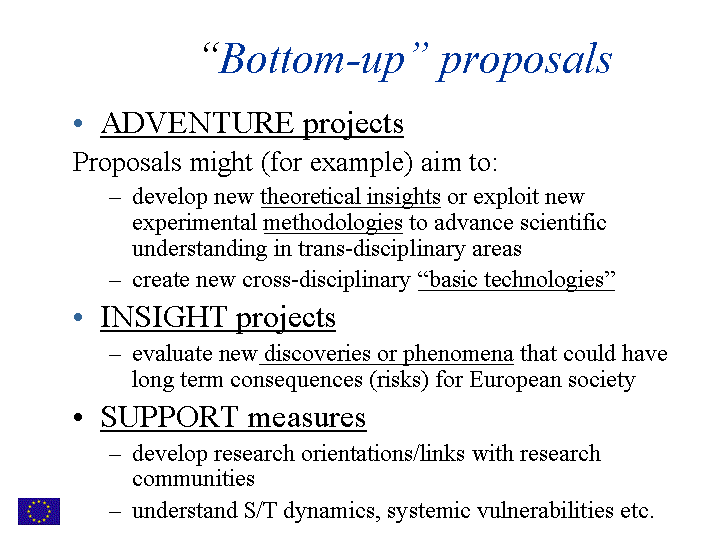 “Bottom-up” proposals
• ADVENTURE projects
Proposals might (for example) aim to:
– develop new theoretical insights or exploit new
experimental methodologies to advance scientific
understanding in trans-disciplinary areas
– create new cross-disciplinary “basic technologies”
• INSIGHT projects
– evaluate new discoveries or phenomena that could have
long term consequences (risks) for European society
• SUPPORT measures
– develop research orientations/links with research
communities
– understand S/T dynamics, systemic vulnerabilities etc.